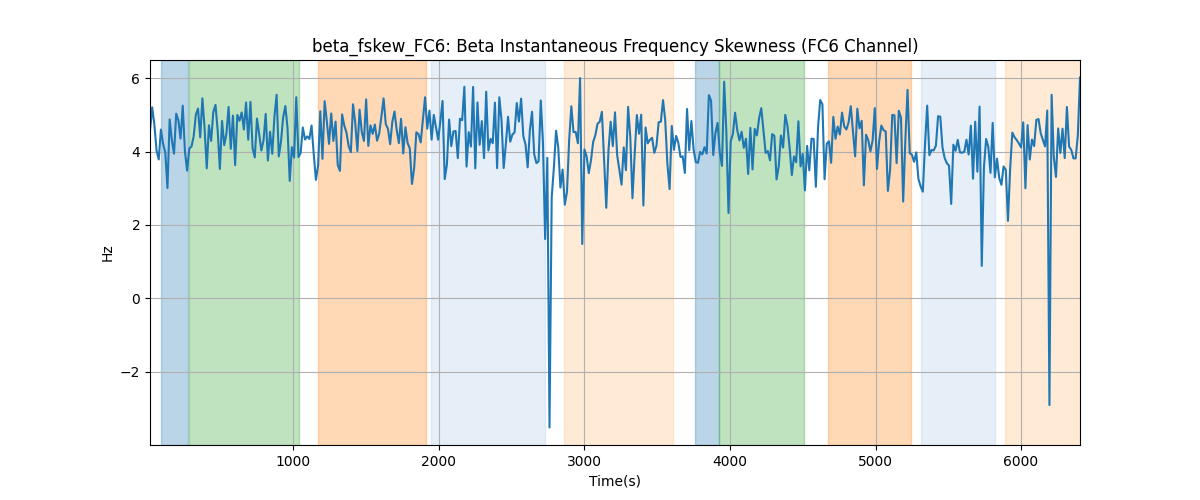 beta_fskew_FC6: Beta Instantaneous Frequency Skewness (FC6 Channel)
6
4
2
0
−2
Hz
1000 2000 3000 4000 5000 6000
Time(s)